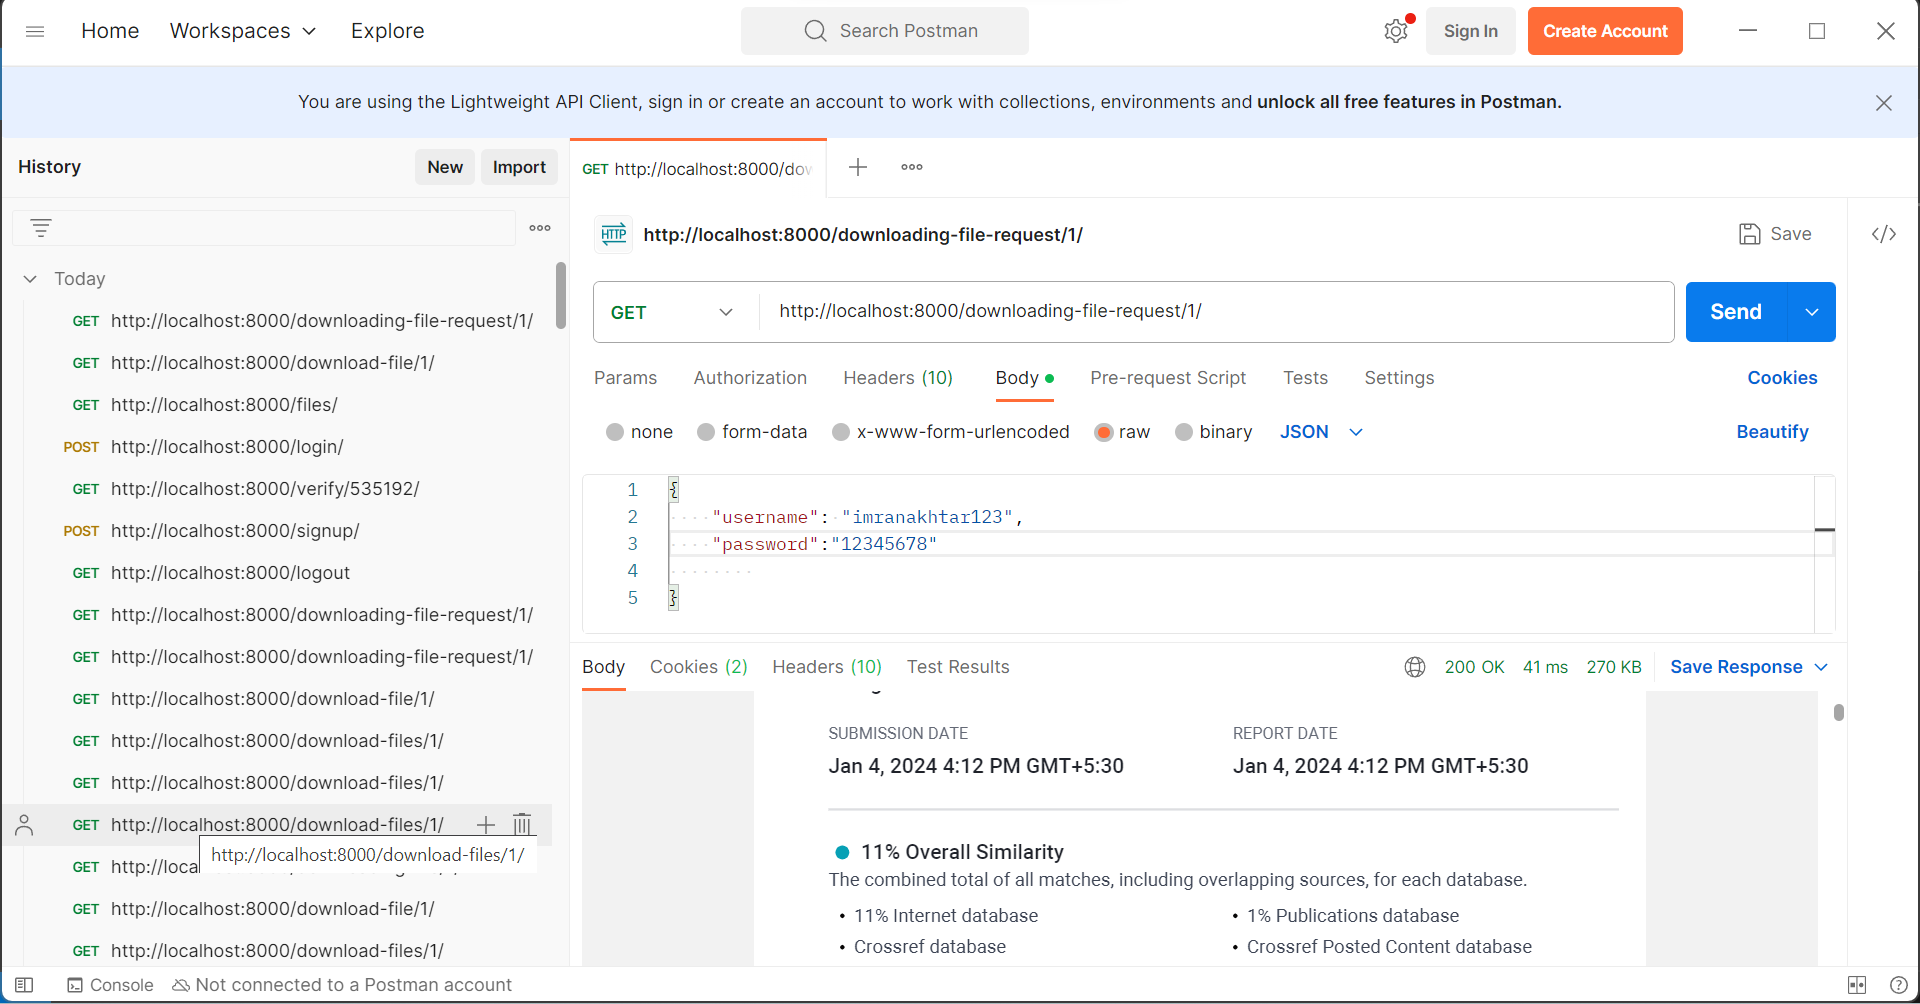 Home Workspaces Explore Search Postman Sign In Create Account
You are using the Lightweight API Client, sign in or create an account to work with collections, environments and unlock all free features in Postman.
History New Import
GET http://localhost:8000/dov
Today
GET http://localhost:8000/downloading-file-request/1/
GET http://localhost:8000/download-file/1/
GET http://localhost:8000/files/
POST http://localhost:8000/login/
GET http://localhost:8000/verify/535192/
POST http://localhost:8000/signup/
GET http://localhost:8000/logout
GET http://localhost:8000/downloading-file-request/1/
GET http://localhost:8000/downloading-file-request/1/
GET http://localhost:8000/download-file/1/
GET http://localhost:8000/download-files/1/
GET http://localhost:8000/download-files/1/
GET http://localhost:8000/download-files/1/
http://localhost:8000/download-files/1/
GET http://loca
GET http://localhost:8000/download-file/1/
GET http://localhost:8000/download-files/1/
HTTP http://localhost:8000/downloading-file-request/1/ Save </>
GET http://localhost:8000/downloading-file-request/1/ Send
Params Authorization Headers (10) Body Pre-request Script Tests Settings Cookies
none form-data x-www-form-urlencoded raw binary JSON Beautify
1 {
2 "username": "imranakhtar123",
3 "password":"12345678"
4
5 }
Body Cookies (2) Headers (10) Test Results 200 OK 41 ms 270 KB Save Response
SUBMISSION DATE REPORT DATE
Jan 4, 2024 4:12 PM GMT+5:30 Jan 4, 2024 4:12 PM GMT+5:30
11% Overall Similarity
The combined total of all matches, including overlapping sources, for each database.
• 11% Internet database • 1% Publications database
• Crossref database • Crossref Posted Content database
Console Not connected to a Postman account